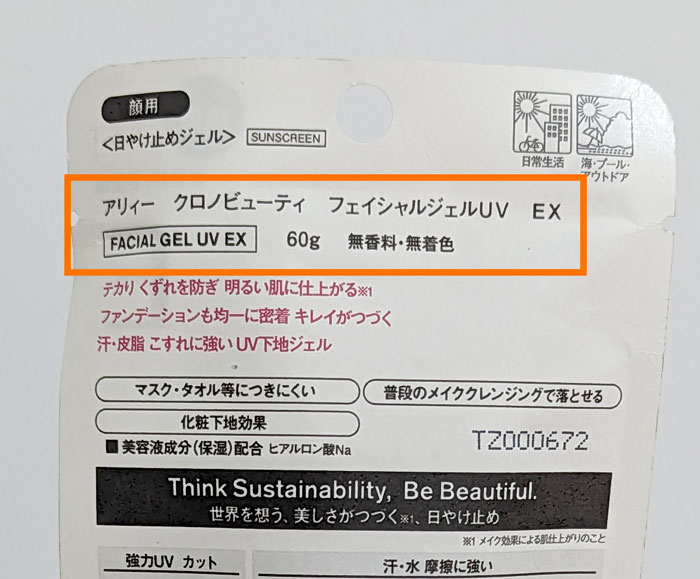 顔用
<日やけ止めジェル> SUNSCREEN
日常生活
海・プール・
アウトドア
アリィー クロノビューティ フェイシャルジェルUV EX
FACIAL GEL UV EX 60g 無香料・無着色
テカリ くずれを防ぎ 明るい肌に仕上がる※1
ファンデーションも均一に密着 キレイがつづく
汗・皮脂 こすれに強い UV下地ジェル
マスク・タオル等につきにくい 普段のメイククレンジングで落とせる
化粧下地効果
■ 美容液成分(保湿)配合 ヒアルロン酸Na
TZ000672
Think Sustainability, Be Beautiful.
世界を想う、美しさがつづく※1、日やけ止め
※1 メイク効果による肌仕上がりのこと
強力UV カット 汗・水 摩擦に強い